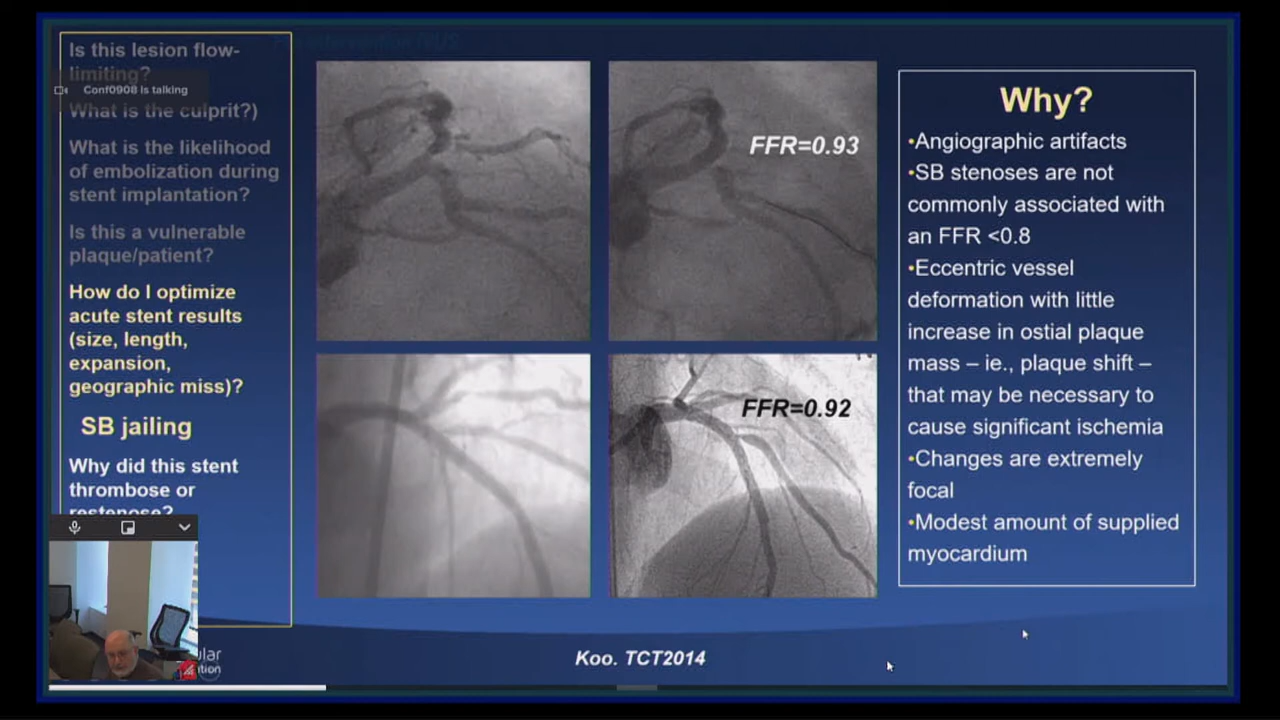 Is this lesion flow-
limiting?
Conf0908 is talking
What is the culprit?)
What is the likelihood
of embolization during
stent implantation?
Is this a vulnerable
plaque/patient?
How do I optimize
acute stent results
(size, length,
expansion,
geographic miss)?
SB jailing
Why did this stent
thrombose or
restenose?
FFR=0.93
FFR=0.92
Why?
•Angiographic artifacts
•SB stenoses are not
commonly associated with
an FFR <0.8
•Eccentric vessel
deformation with little
increase in ostial plaque
mass – ie., plaque shift –
that may be necessary to
cause significant ischemia
•Changes are extremely
focal
•Modest amount of supplied
myocardium
Koo. TCT2014